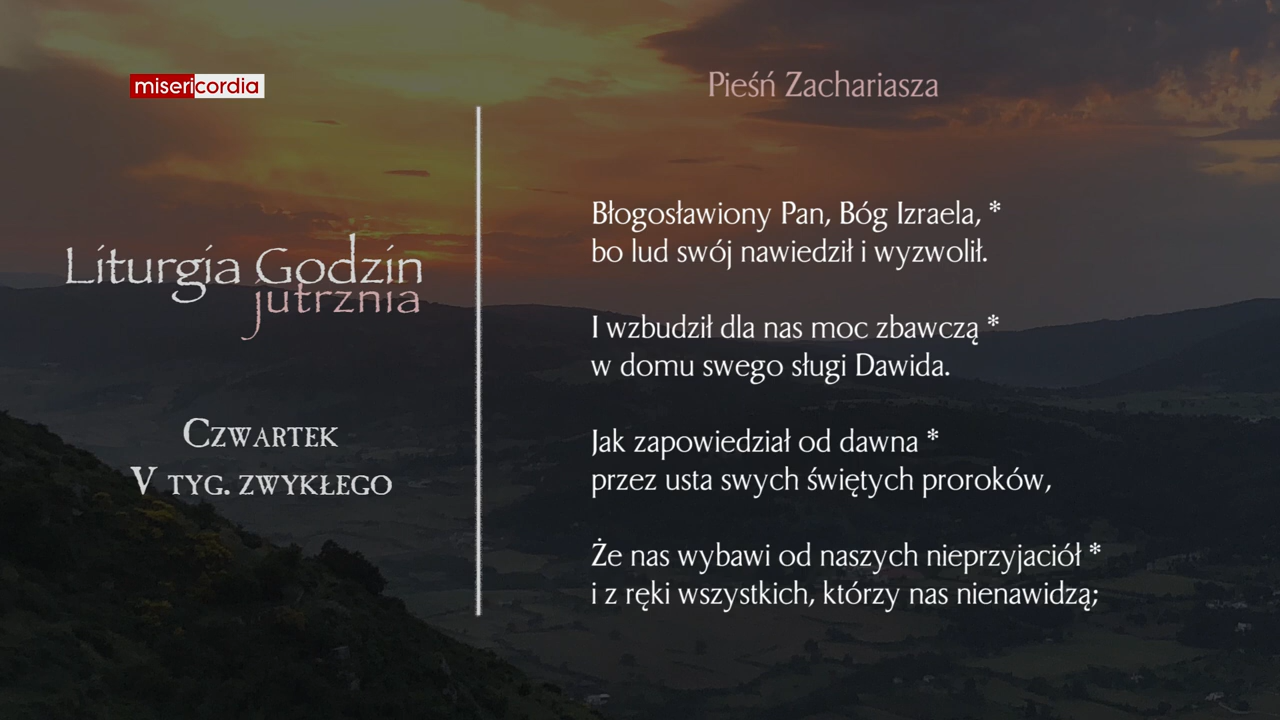 misericordia
Liturgia Godzin
jutrznia
Czwartek
V tyg. zwykłego
Pieśń Zachariasza
Błogosławiony Pan, Bóg Izraela, *
bo lud swój nawiedził i wyzwolił.
I wzbudził dla nas moc zbawczą *
w domu swego sługi Dawida.
Jak zapowiedział od dawna *
przez usta swych świętych proroków,
Że nas wybawi od naszych nieprzyjaciół *
i z ręki wszystkich, którzy nas nienawidzą;